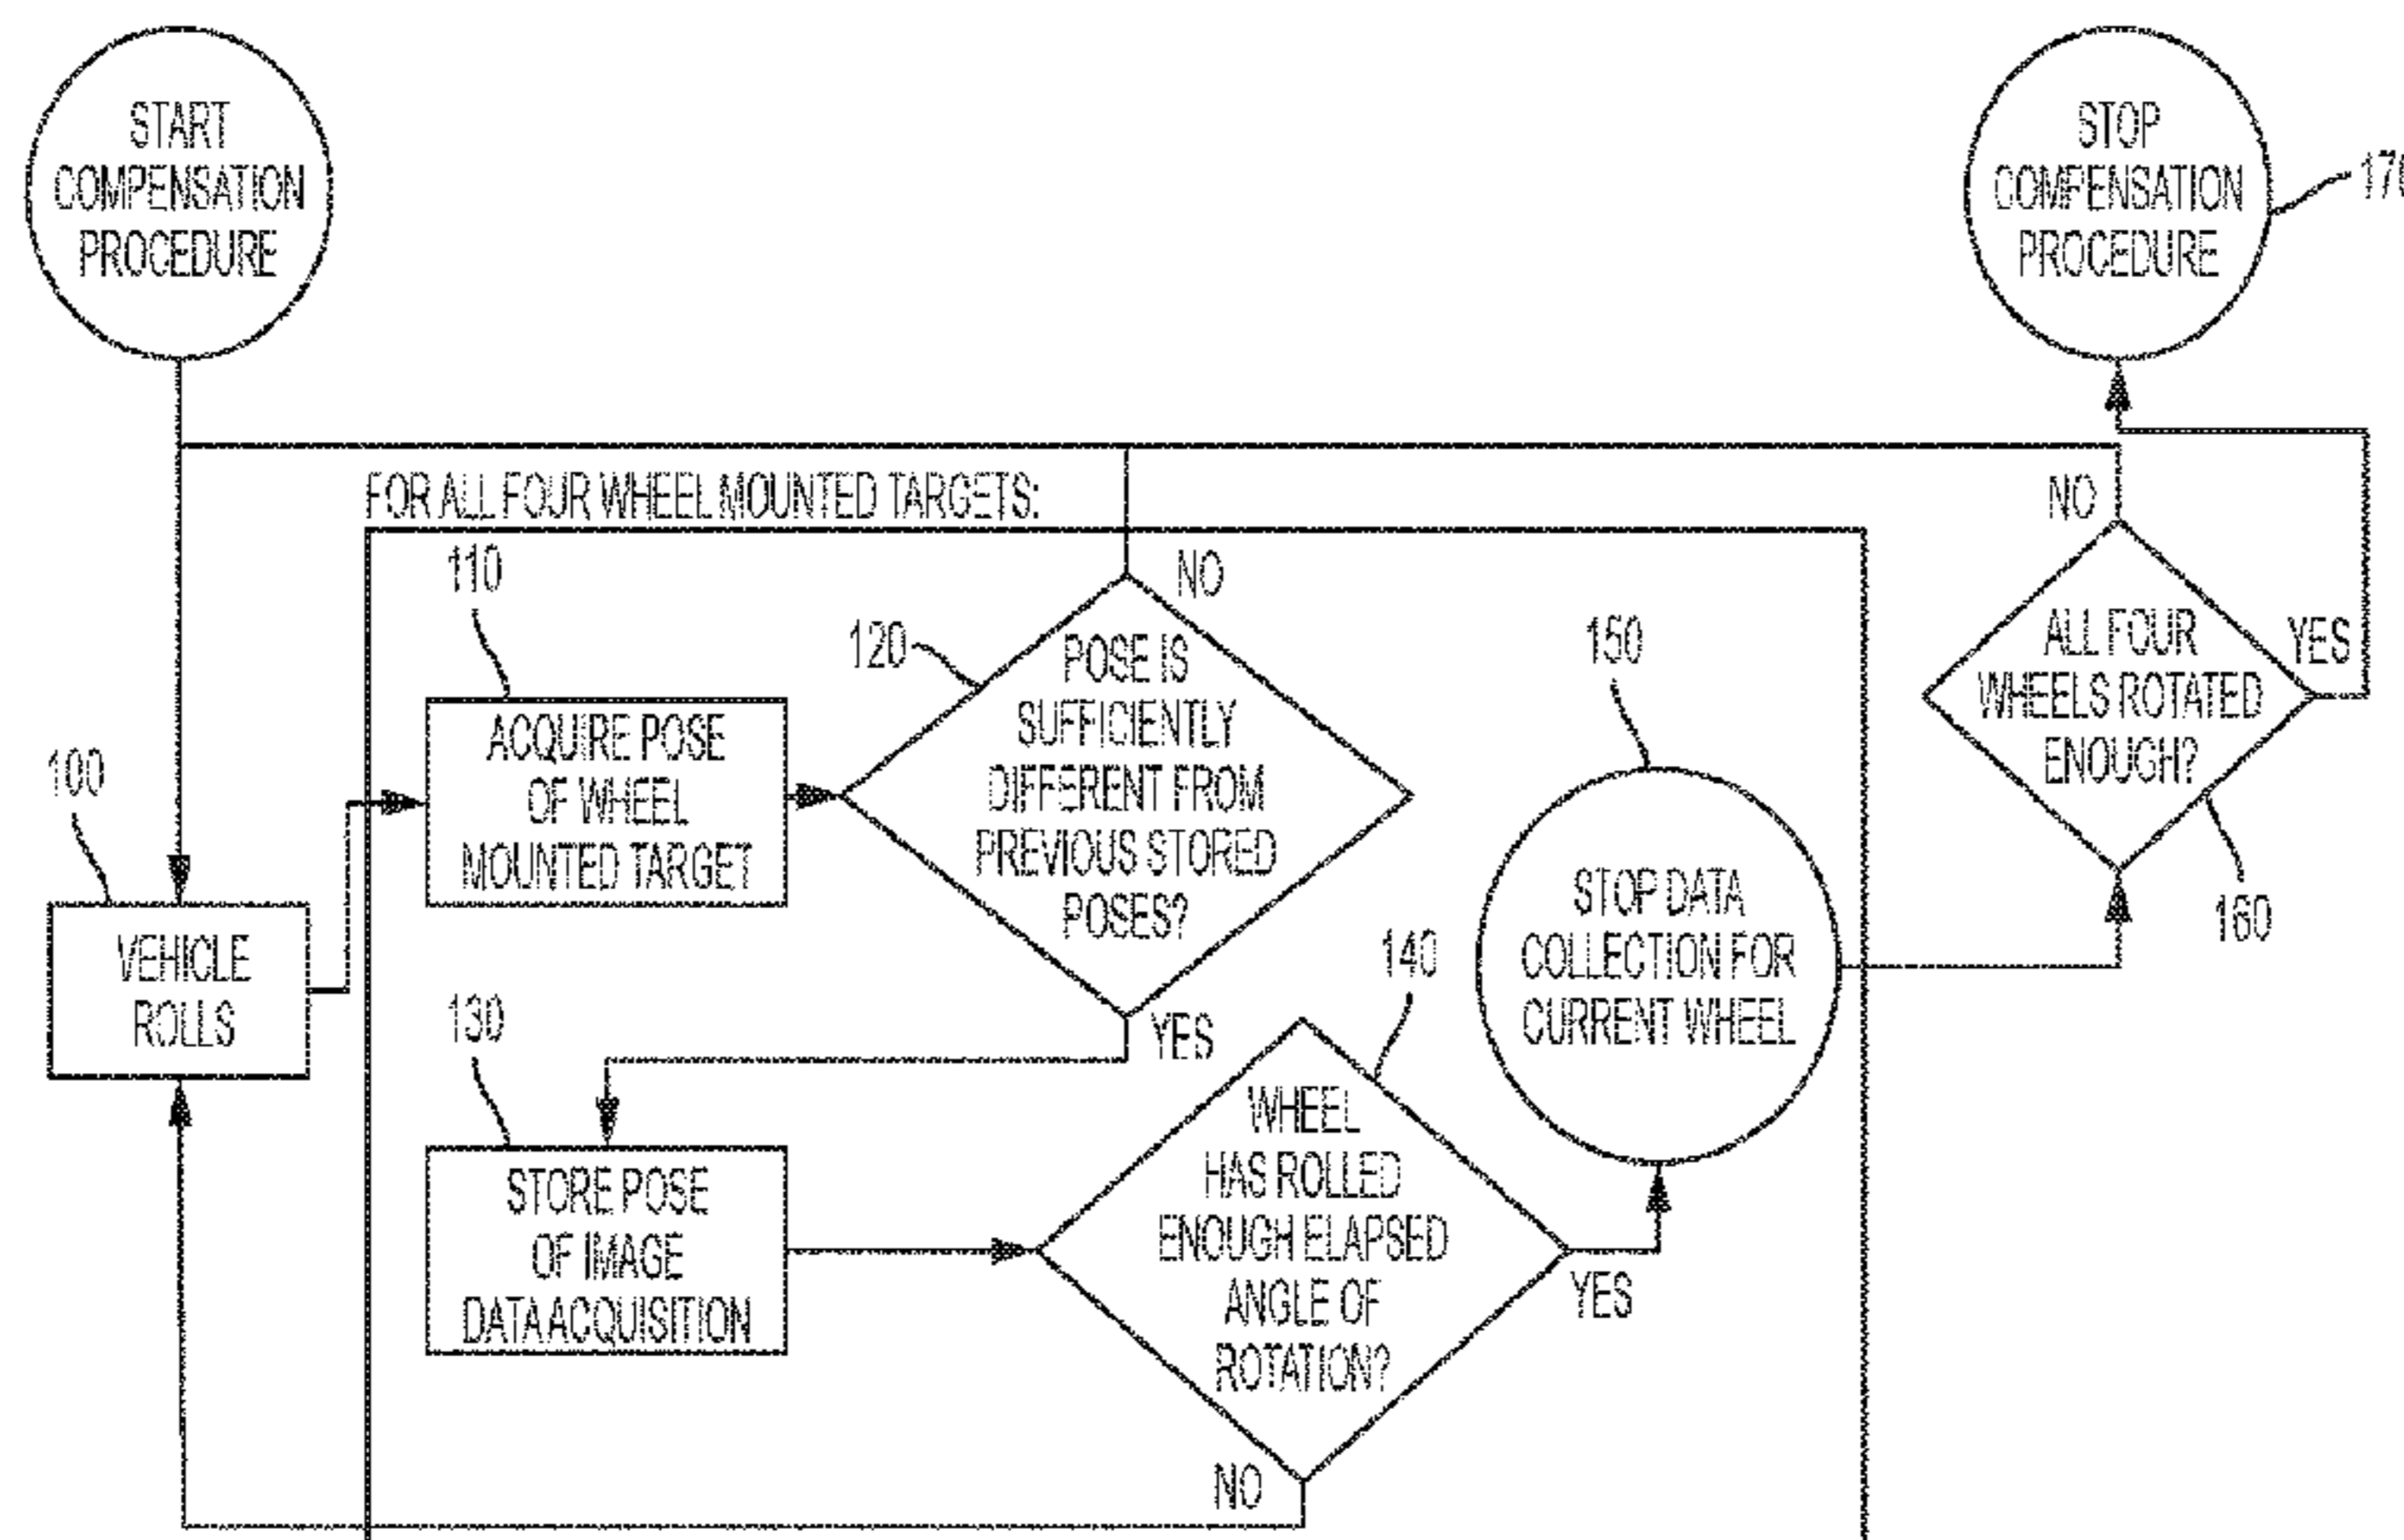 START
COMPENSATION
PROCEDURE
STOP
COMPENSATION
PROCEDURE
170
FOR ALL FOUR WHEEL MOUNTED TARGETS:
NO
110
NO
120
POSE IS
SUFFICIENTLY
DIFFERENT FROM
PREVIOUS STORED
POSES?
YES
150
ALL FOUR
WHEELS ROTATED
ENOUGH?
YES
160
100
VEHICLE
ROLLS
ACQUIRE POSE
OF WHEEL
MOUNTED TARGET
STOP DATA
COLLECTION FOR
CURRENT WHEEL
130
STORE POSE
OF IMAGE
DATA ACQUISITION
140
WHEEL
HAS ROLLED
ENOUGH ELAPSED
ANGLE OF
ROTATION?
YES
NO